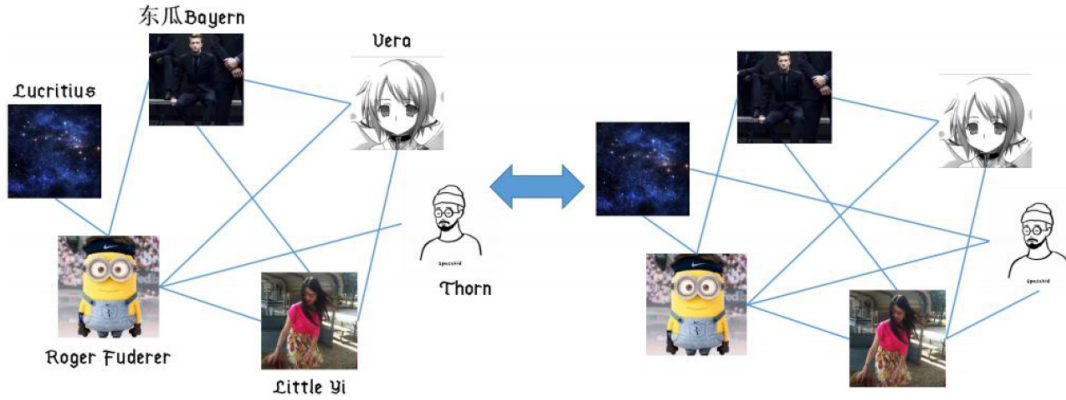 东瓜Bayern
Vera
Lucritius
Thorn
Roger Fuderer
Little Yi